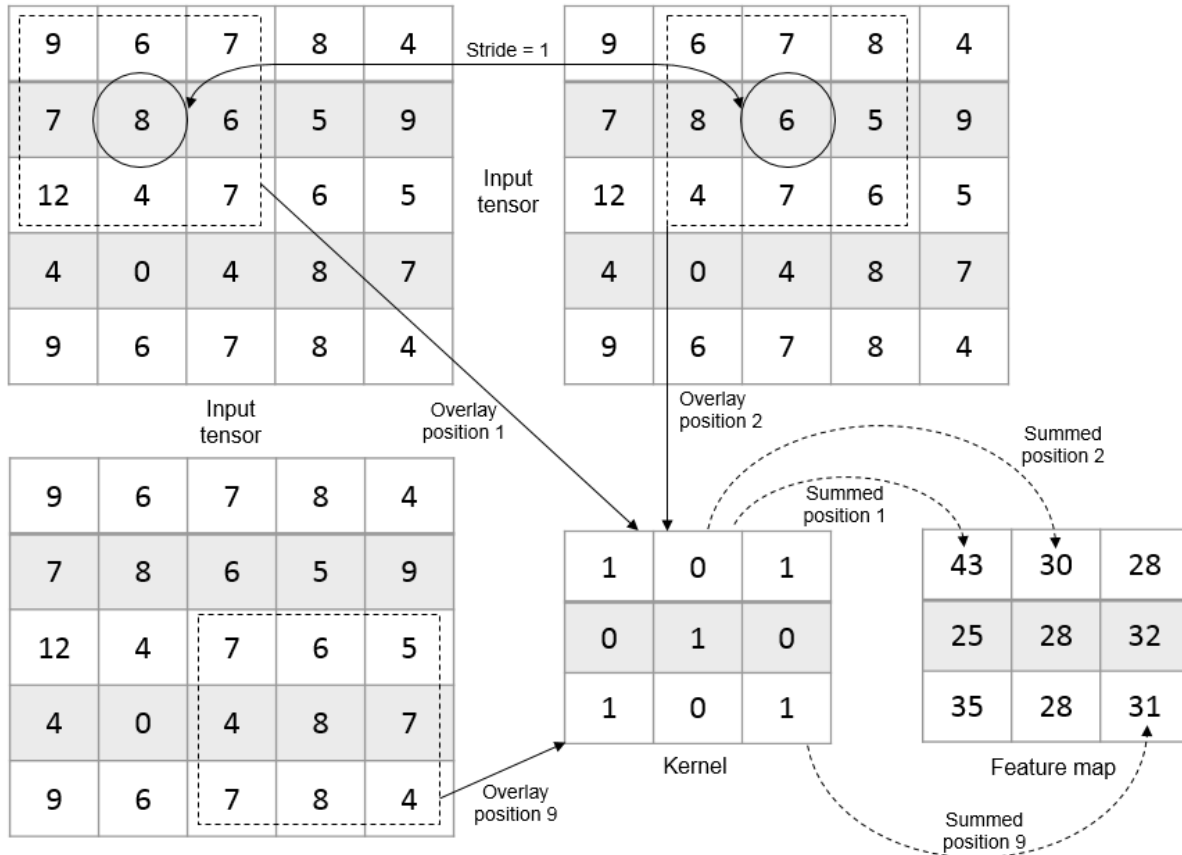 9 6 7 8 4
7 8 6 5 9
12 4 7 6 5
4 0 4 8 7
9 6 7 8 4
Input
tensor
Stride = 1
9 6 7 8 4
7 8 6 5 9
12 4 7 6 5
4 0 4 8 7
9 6 7 8 4
Input
tensor
Overlay
position 1
Overlay
position 2
9 6 7 8 4
7 8 6 5 9
12 4 7 6 5
4 0 4 8 7
9 6 7 8 4
Overlay
position 9
Summed
position 2
Summed
position 1
1 0 1
0 1 0
1 0 1
Kernel
43 30 28
25 28 32
35 28 31
Feature map
Summed
position 9